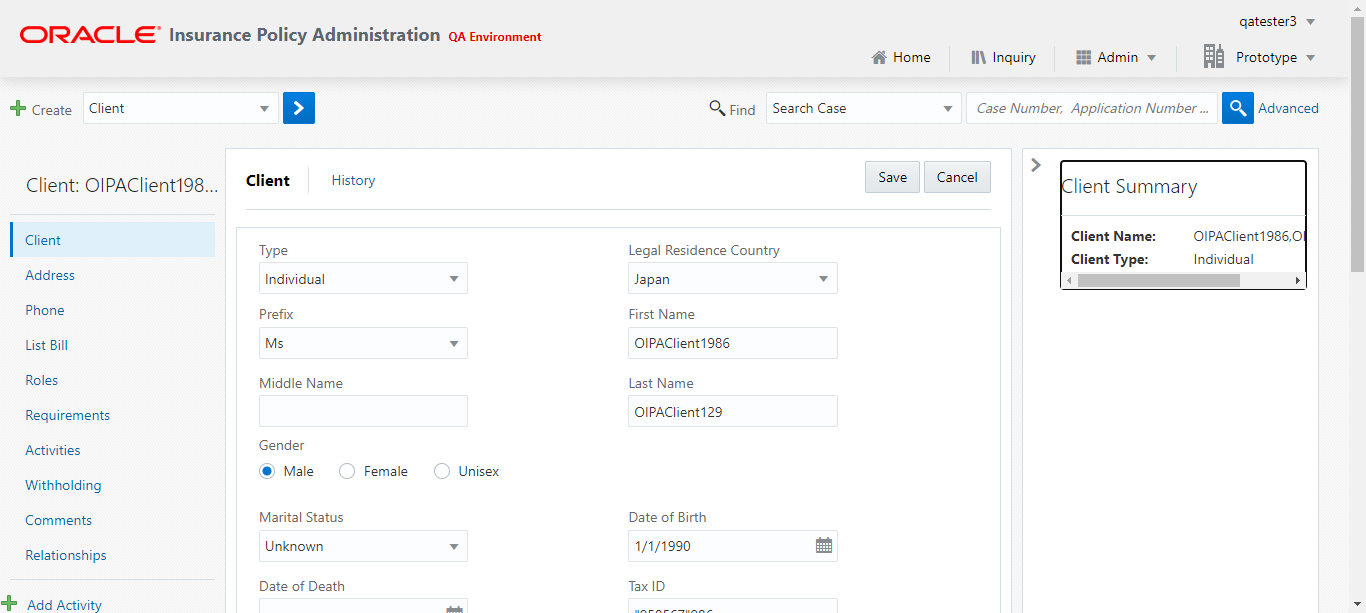 ORACLE Insurance Policy Administration QA Environment
qatester3
Home Inquiry Admin Prototype
Create Client
Find Search Case Case Number, Application Number ... Advanced
Client: OIPAClient198...
Client
Address
Phone
List Bill
Roles
Requirements
Activities
Withholding
Comments
Relationships
Add Activity
Client History Save Cancel
Type Legal Residence Country
Individual Japan
Prefix First Name
Ms OIPAClient1986
Middle Name Last Name
OIPAClient129
Gender
Male Female Unisex
Marital Status Date of Birth
Unknown 1/1/1990
Date of Death Tax ID
Client Summary
Client Name: OIPAClient1986,OI
Client Type: Individual